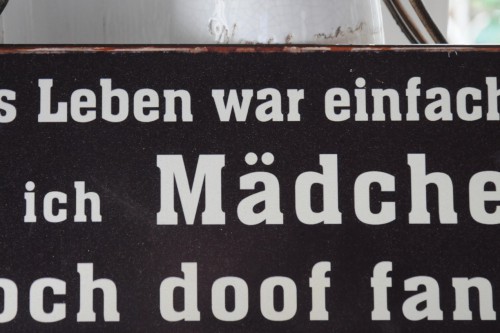 s Leben war einfach
ich Mädche
och doof fan